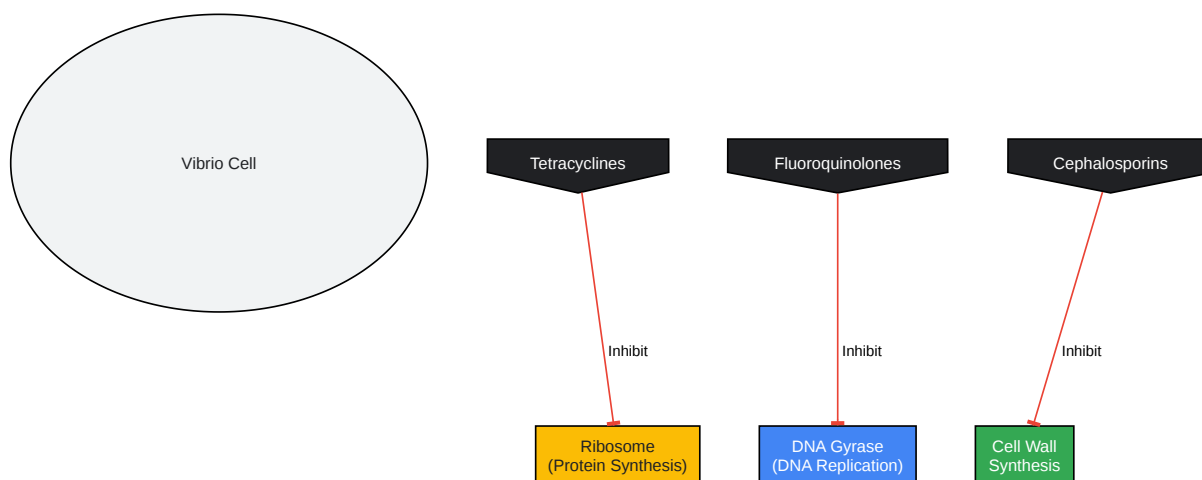 Vibrio Cell
Tetracyclines
Fluoroquinolones
Cephalosporins
Inhibit
Inhibit
Inhibit
Ribosome
(Protein Synthesis)
DNA Gyrase
(DNA Replication)
Cell Wall
Synthesis